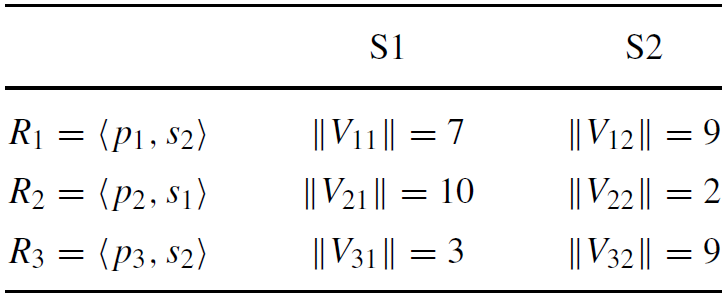 S1 S2
R₁ = ⟨p₁, s₂⟩ ‖V₁₁‖ = 7 ‖V₁₂‖ = 9
R₂ = ⟨p₂, s₁⟩ ‖V₂₁‖ = 10 ‖V₂₂‖ = 2
R₃ = ⟨p₃, s₂⟩ ‖V₃₁‖ = 3 ‖V₃₂‖ = 9